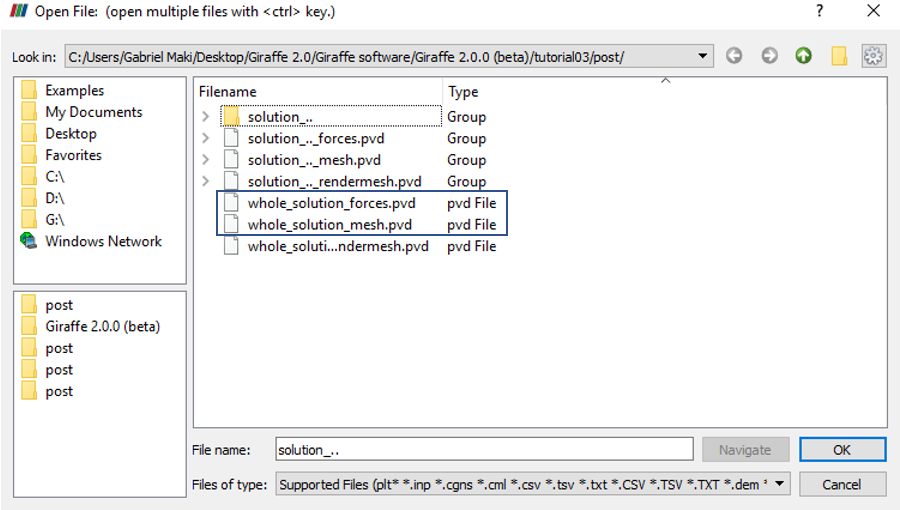 Open File: (open multiple files with <ctrl> key.) ?
Look in: C:/Users/Gabriel Maki/Desktop/Giraffe 2.0/Giraffe software/Giraffe 2.0.0 (beta)/tutorial03/post/
Examples
My Documents
Desktop
Favorites
C:\
D:\
G:\
Windows Network
post
Giraffe 2.0.0 (beta)
post
post
post
Filename Type
solution_.. Group
solution_.._forces.pvd Group
solution_.._mesh.pvd Group
solution_.._rendermesh.pvd Group
whole_solution_forces.pvd pvd File
whole_solution_mesh.pvd pvd File
whole_soluti...ndermesh.pvd pvd File
File name: solution_.. Navigate OK
Files of type: Supported Files (plt* *.inp *.cgns *.cml *.csv *.tsv *.txt *.CSV *.TSV *.TXT *.dem * Cancel